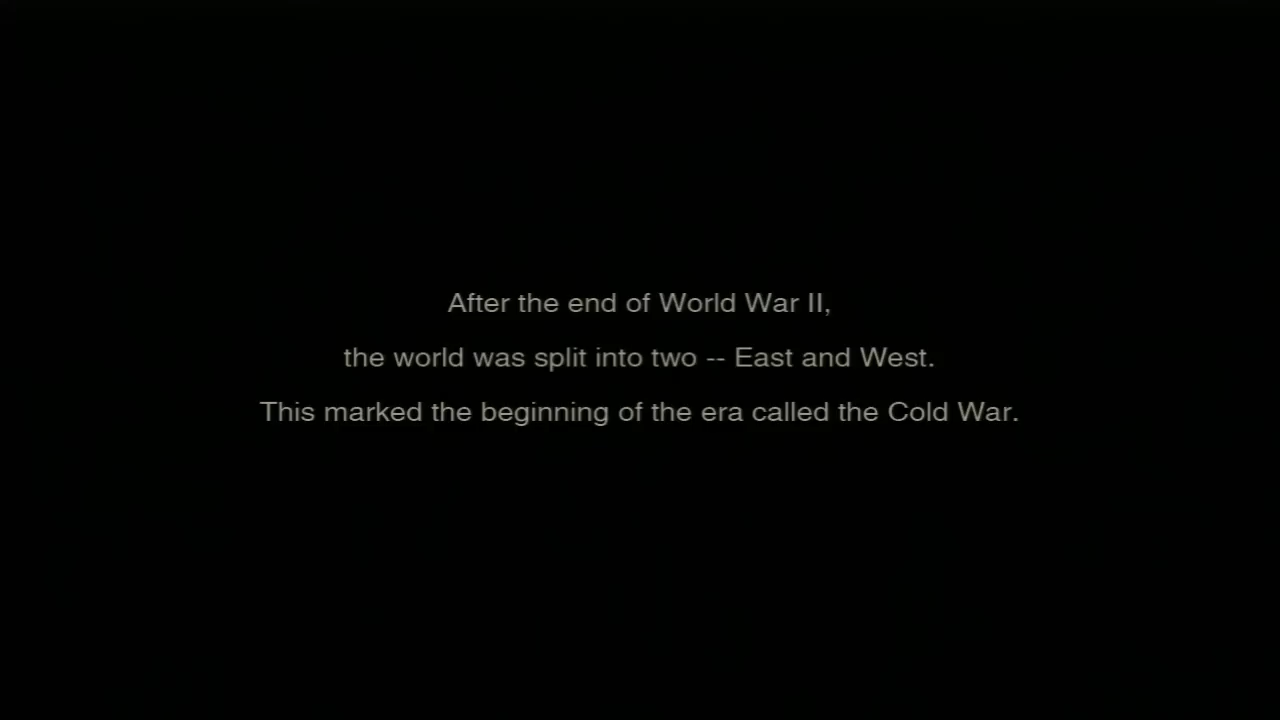 After the end of World War II,
the world was split into two -- East and West.
This marked the beginning of the era called the Cold War.